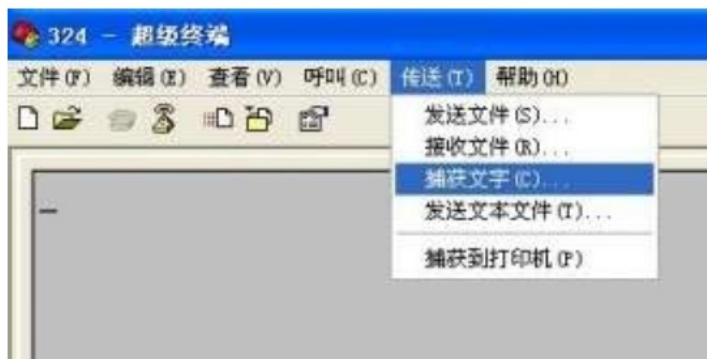 324 - 超级终端
文件(F) 编辑(E) 查看(V) 呼叫(C) 传送(T) 帮助(H)
发送文件(S)...
接收文件(R)...
捕获文字(C)...
发送文本文件(T)...
捕获到打印机(P)